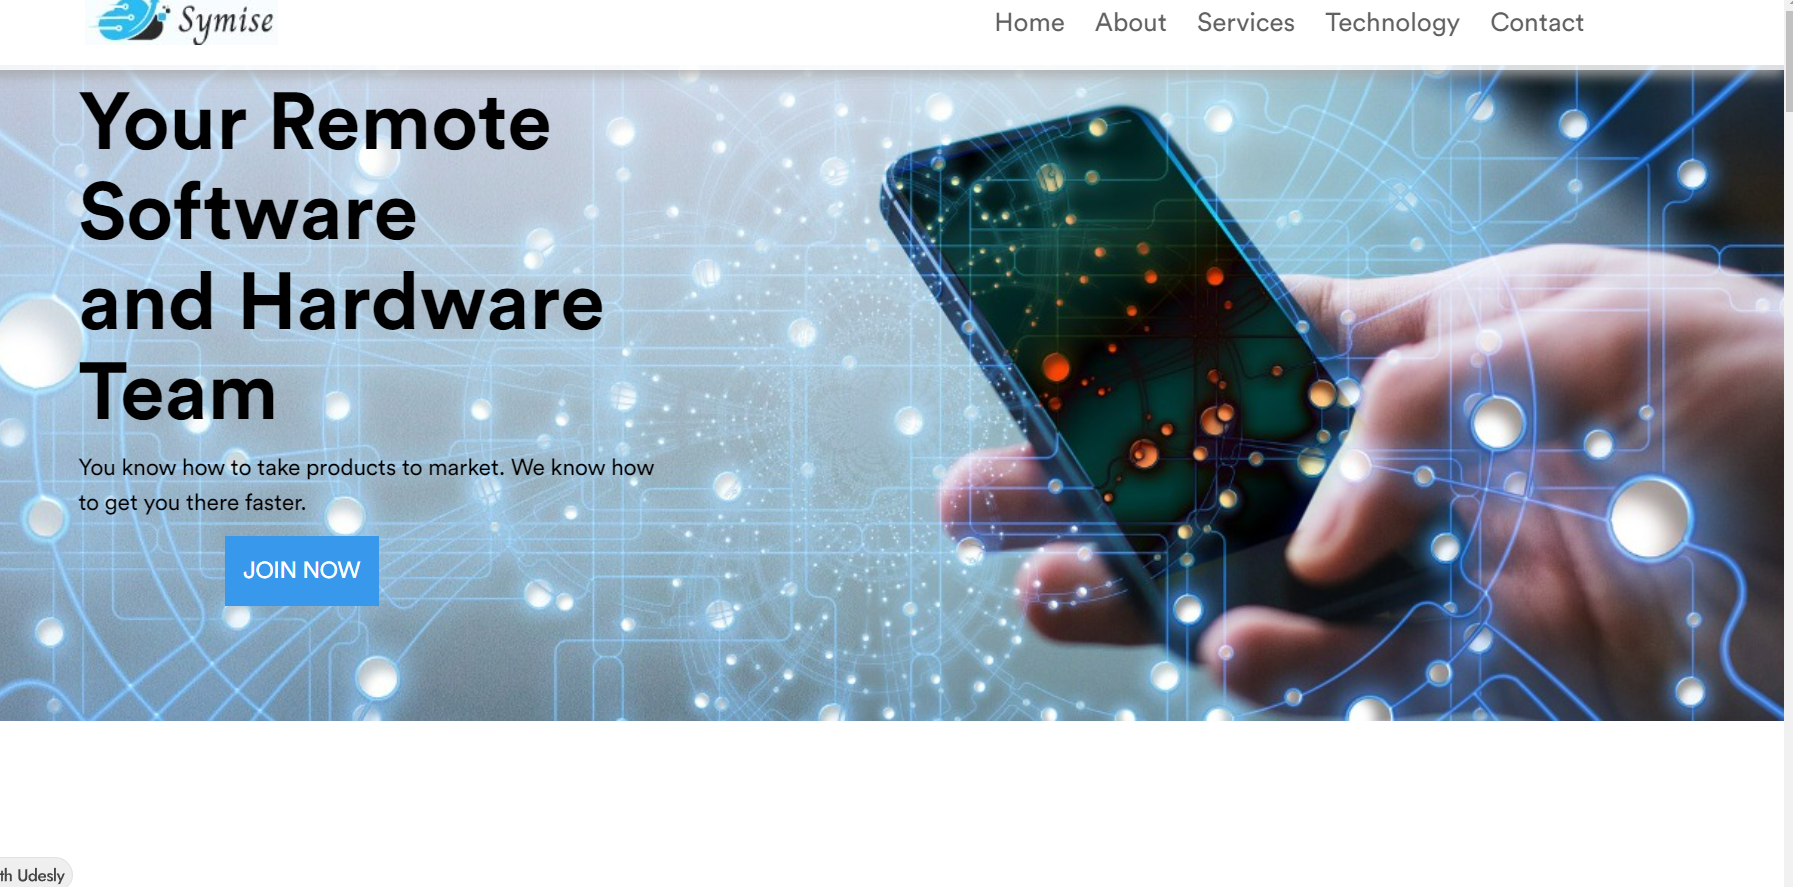 Symise
Home About Services Technology Contact
Your Remote
Software
and Hardware
Team
You know how to take products to market. We know how
to get you there faster.
JOIN NOW
th Udesly